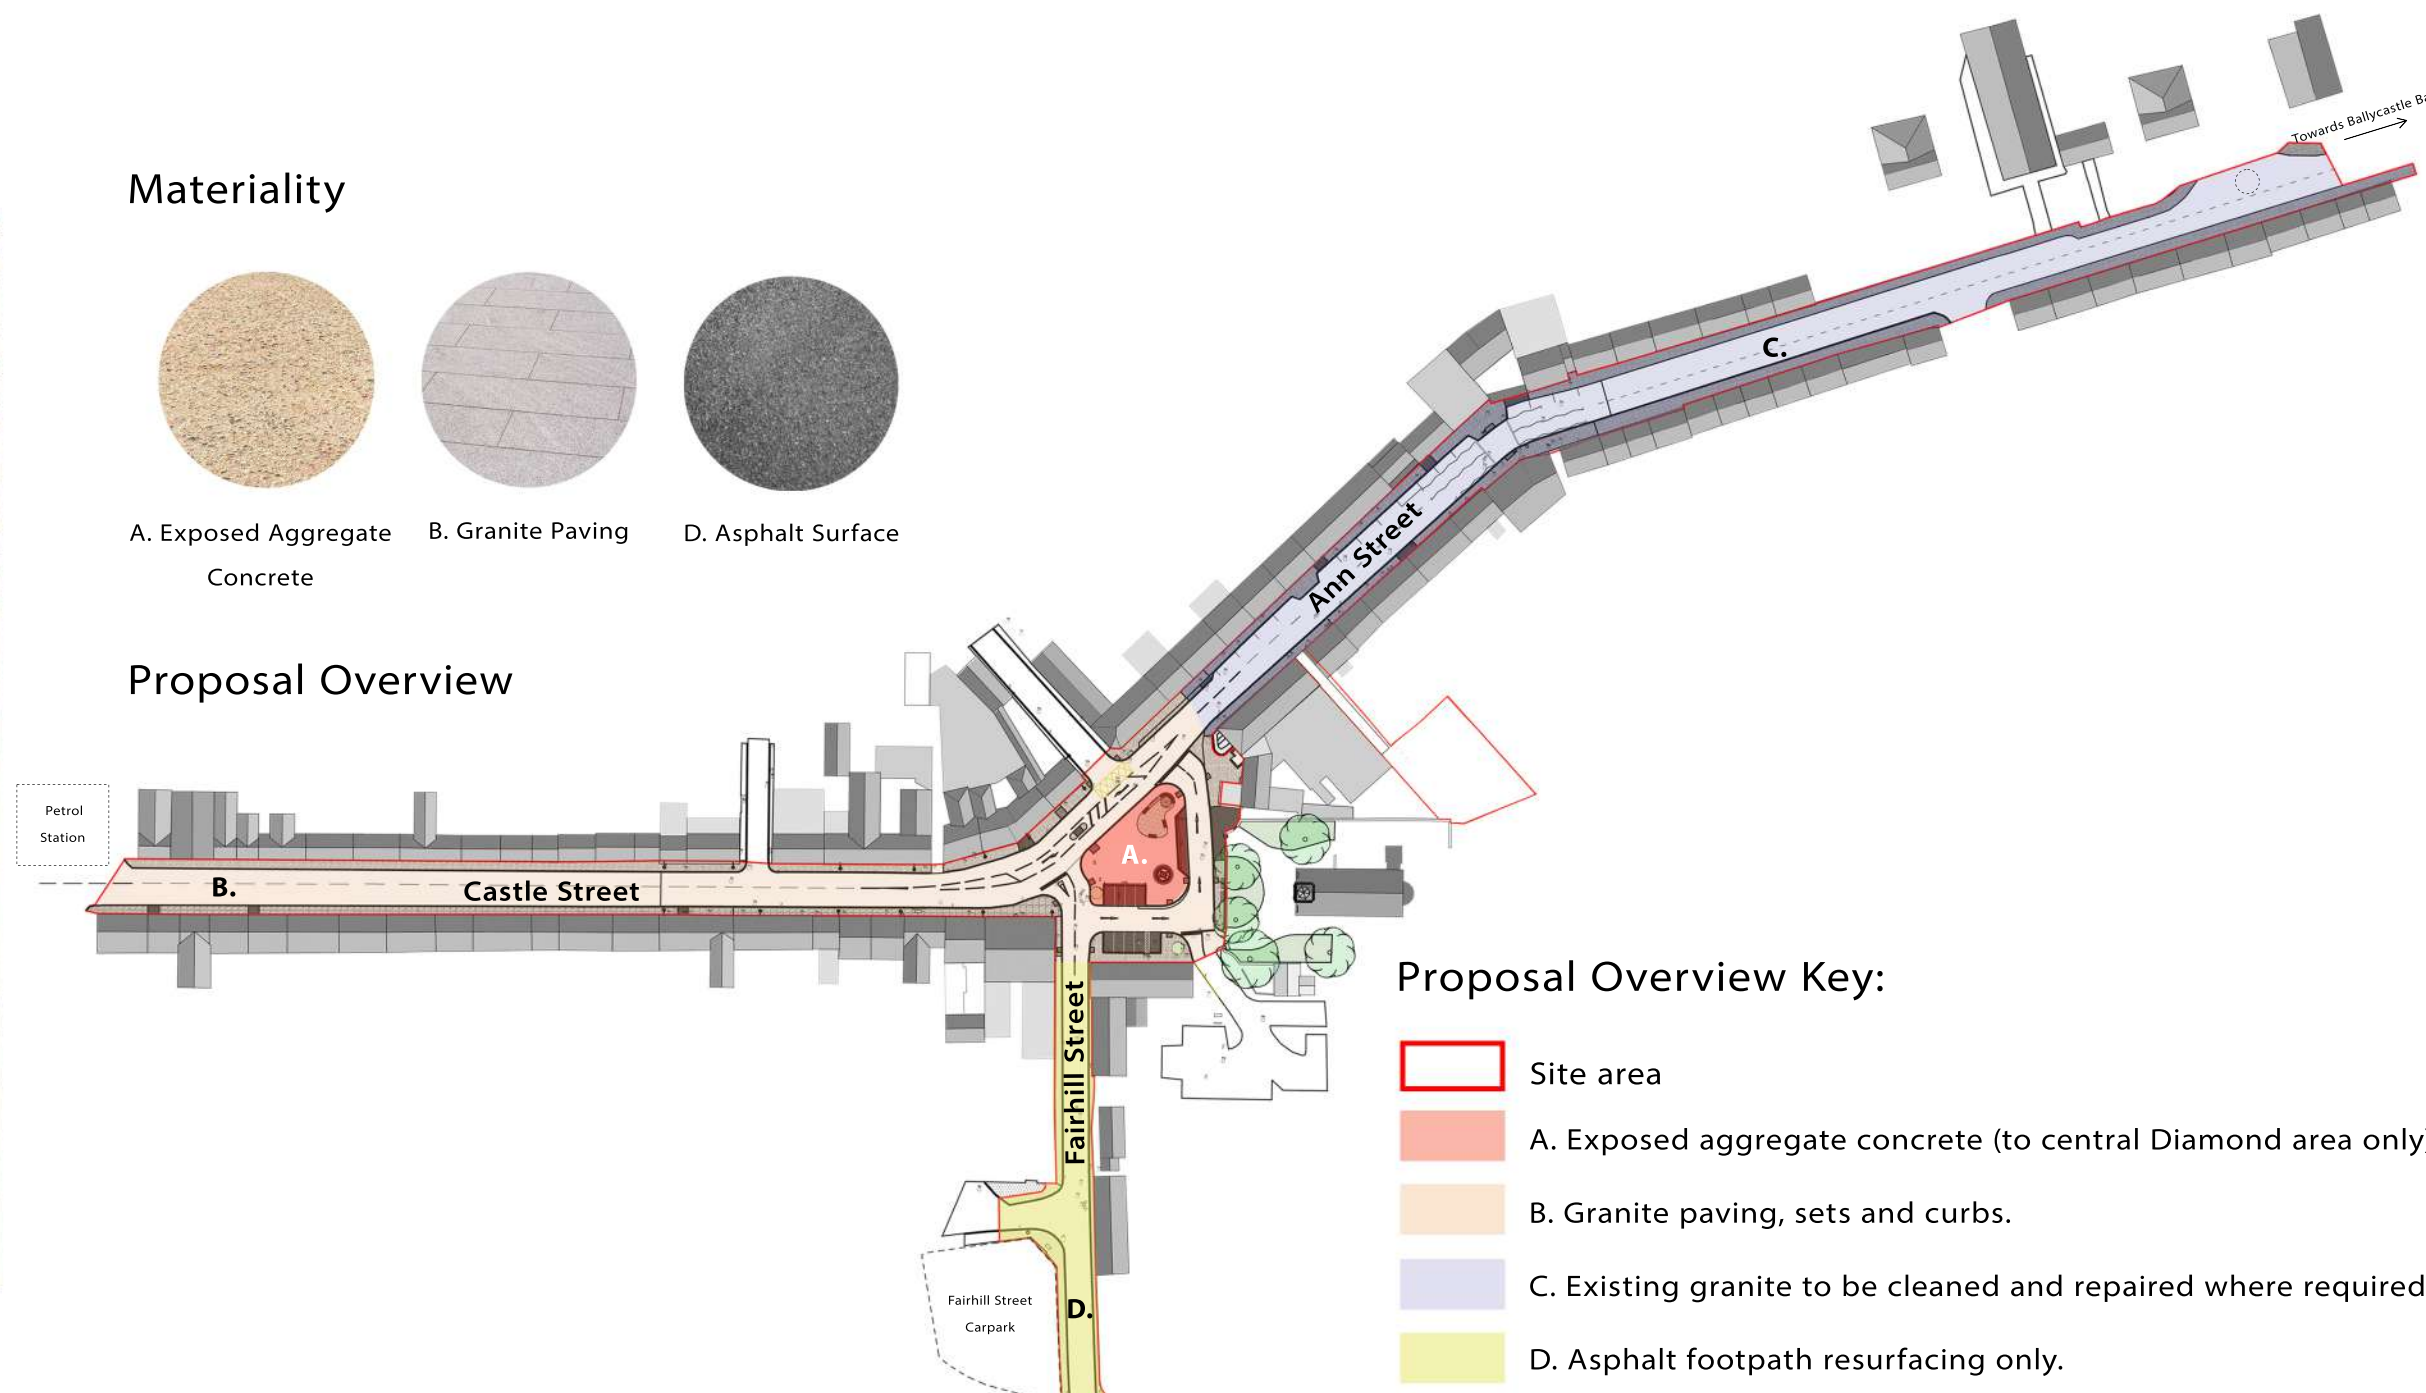 Materiality
A. Exposed Aggregate
Concrete
B. Granite Paving
D. Asphalt Surface
Proposal Overview
Towards Ballycastle
C.
Ann Street
Petrol
Station
B.
Castle Street
A.
Fairhill Street
D.
Fairhill Street
Carpark
Proposal Overview Key:
Site area
A. Exposed aggregate concrete (to central Diamond area only)
B. Granite paving, sets and curbs.
C. Existing granite to be cleaned and repaired where required
D. Asphalt footpath resurfacing only.